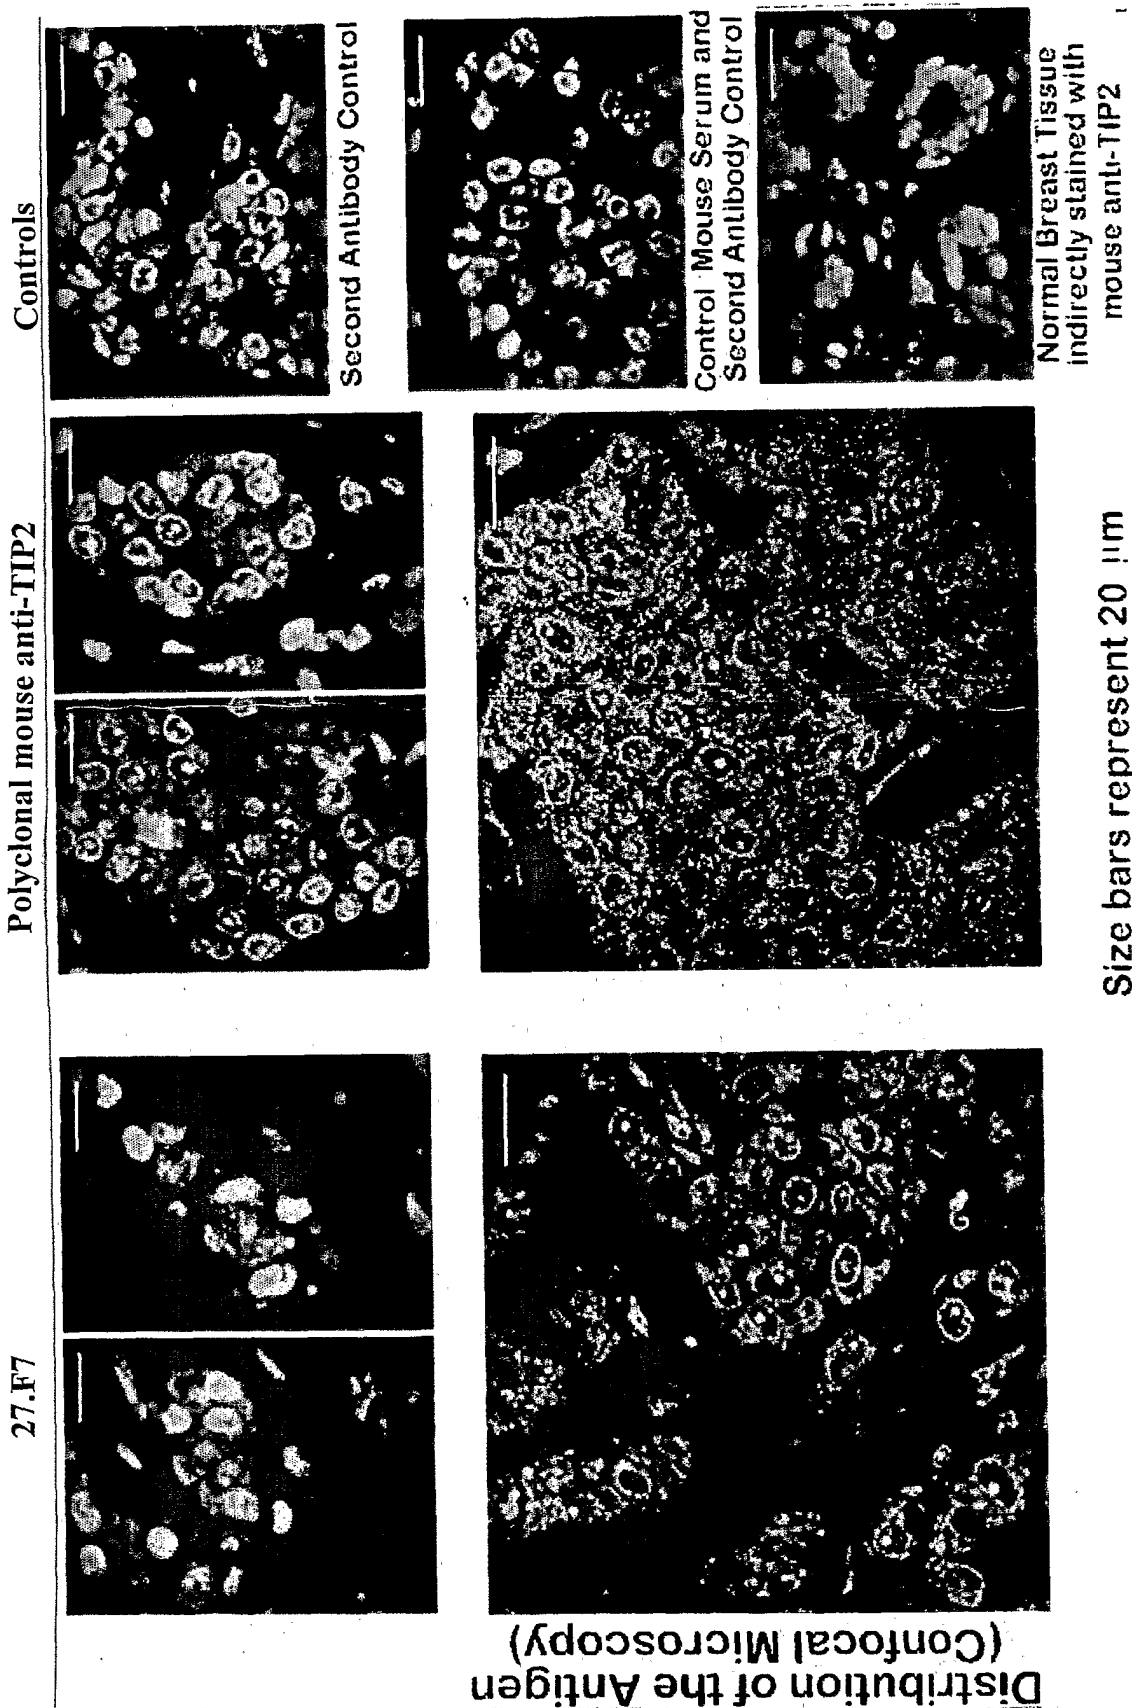 27.F7
Polyclonal mouse anti-TIP2
Controls
Second Antibody Control
Control Mouse Serum and
Second Antibody Control
Normal Breast Tissue
indirectly stained with
mouse anti-TIP2
Distribution of the Antigen
(Confocal Microscopy)
Size bars represent 20 µm